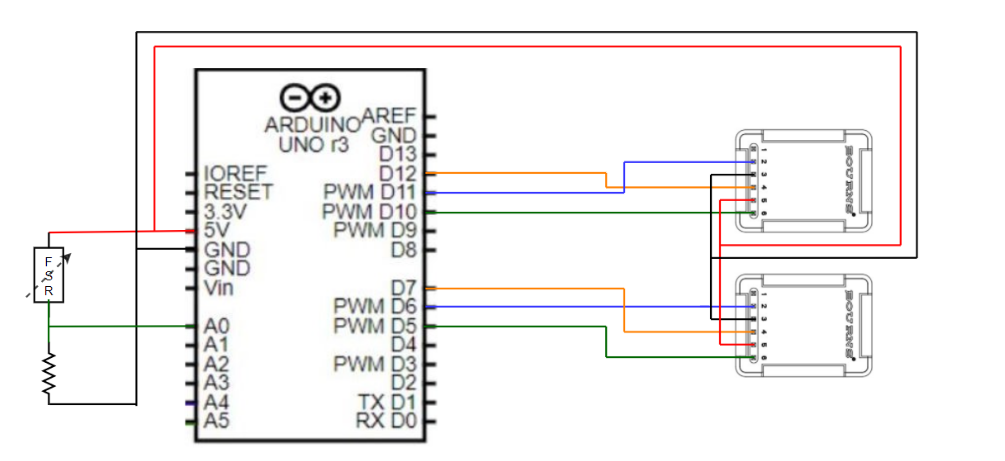 ARDUINO
UNO r3
AREF
GND
D13
IOREF
D12
RESET
PWM D11
3.3V
PWM D10
5V
PWM D9
GND
D8
GND
Vin
D7
PWM D6
A0
PWM D5
A1
D4
A2
PWM D3
A3
D2
A4
TX D1
A5
RX D0
F
S
R
1
2
3
4
5
6
BOURNS
1
2
3
4
5
6
BOURNS